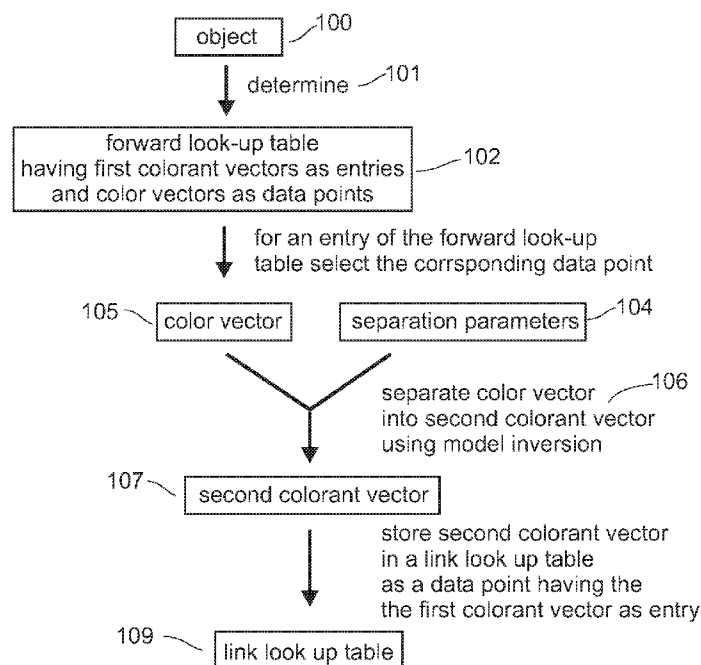 object 100
determine 101
forward look-up table
having first colorant vectors as entries 102
and color vectors as data points
for an entry of the forward look-up
table select the corrsponding data point
105 color vector separation parameters 104
separate color vector 106
into second colorant vector
using model inversion
107 second colorant vector
store second colorant vector
in a link look up table
as a data point having the
the first colorant vector as entry
109 link look up table